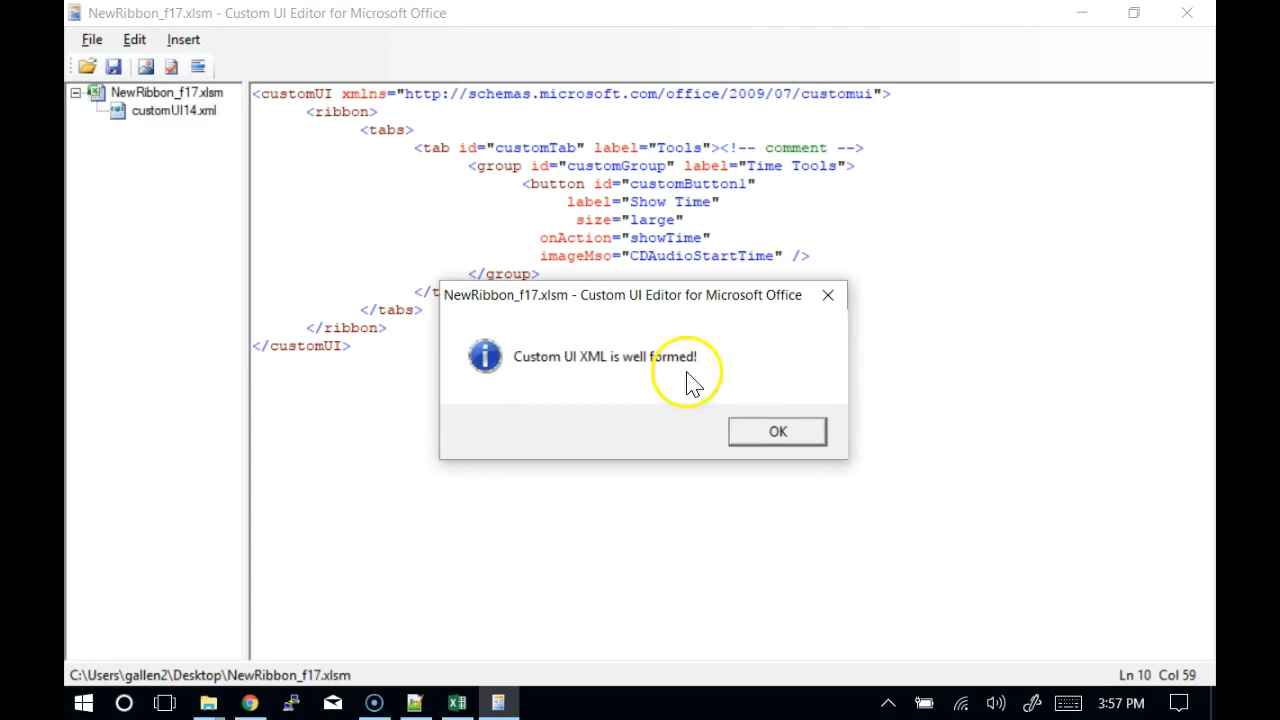 NewRibbon_f17.xlsm - Custom UI Editor for Microsoft Office
File Edit Insert
NewRibbon_f17.xlsm
customUI14.xml
<customUI xmlns="http://schemas.microsoft.com/office/2009/07/customui">
<ribbon>
<tabs>
<tab id="customTab" label="Tools"><!-- comment -->
<group id="customGroup" label="Time Tools">
<button id="customButton1"
label="Show Time"
size="large"
onAction="showTime"
imageMso="CDAudioStartTime" />
</group>
</t
</tabs>
</ribbon>
</customUI>
NewRibbon_f17.xlsm - Custom UI Editor for Microsoft Office
Custom UI XML is well formed!
OK
C:\Users\gallen2\Desktop\NewRibbon_f17.xlsm
Ln 10 Col 59
3:57 PM